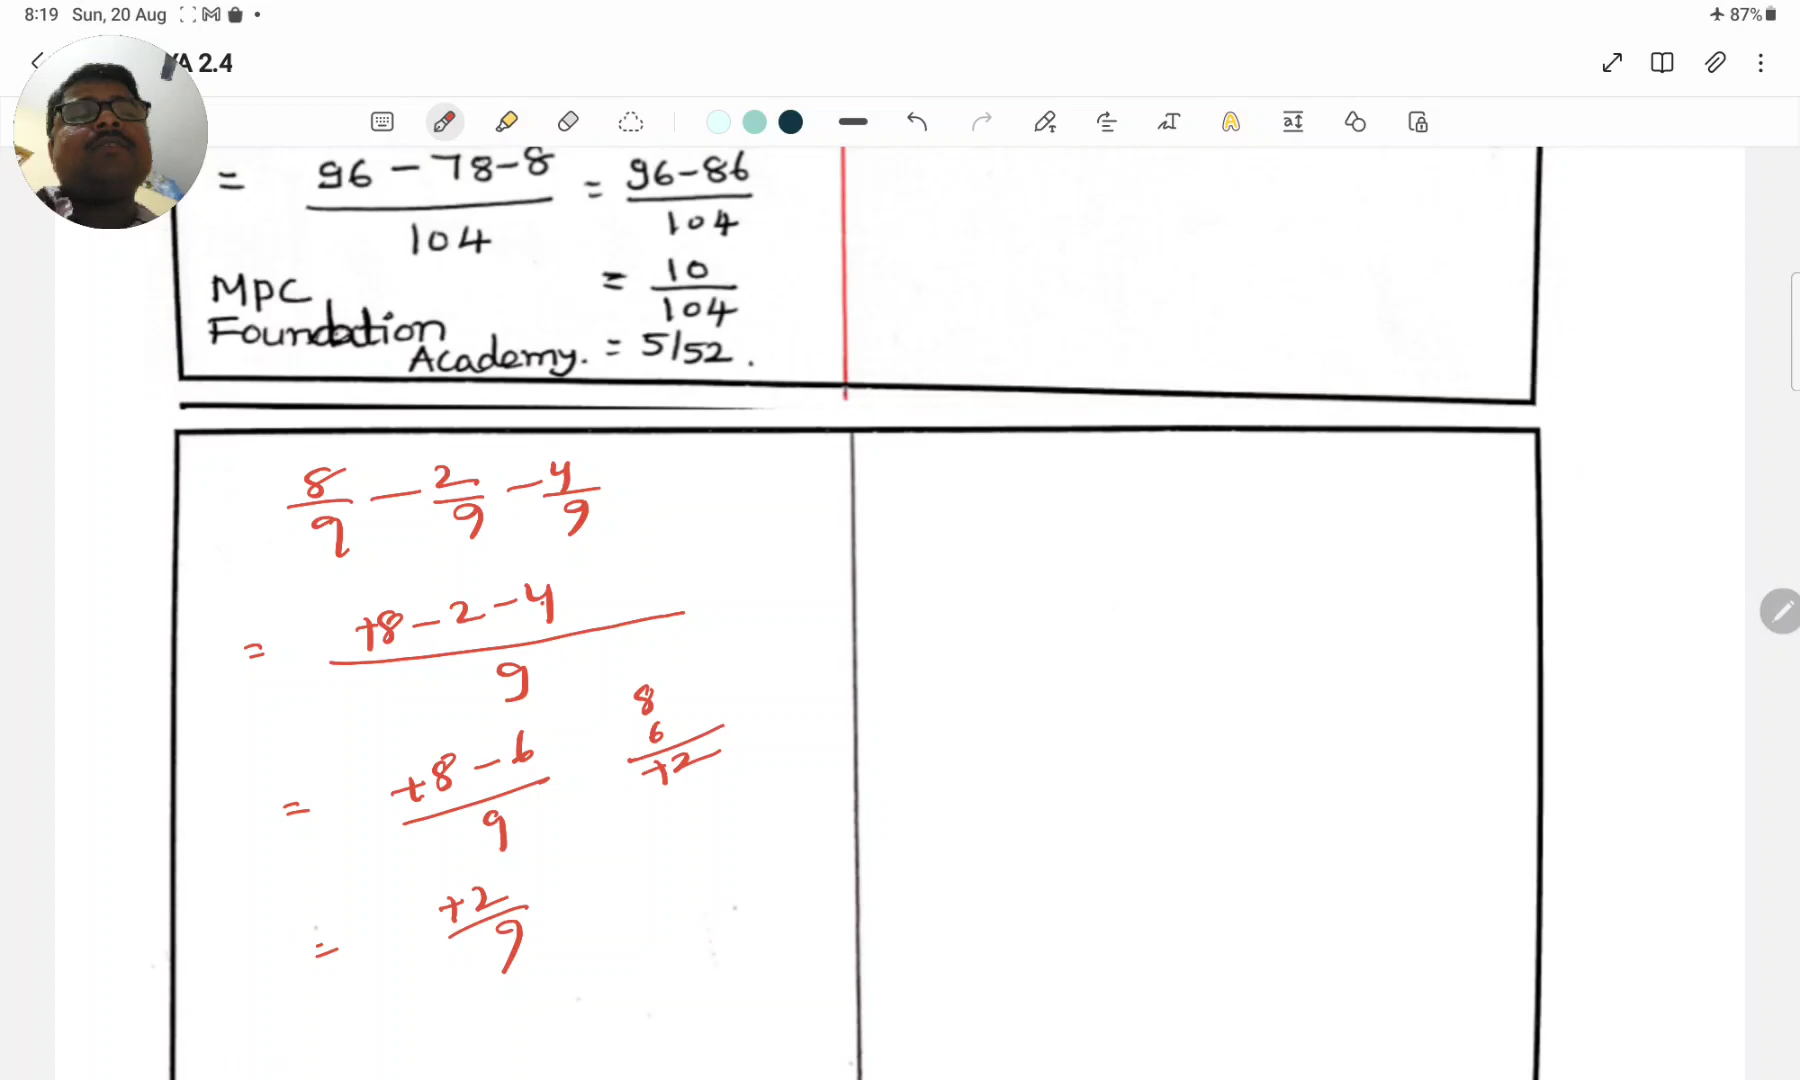 8:19 Sun, 20 Aug
87%
A 2.4
= 96 - 78 - 8 / 104 = 96 - 86 / 104
MPC = 10 / 104
Foundation
Academy. = 5/52.
8/9 - 2/9 - 4/9
= +8 - 2 - 4 / 9
8
6
+2
= +8 - 6 / 9
= +2 / 9